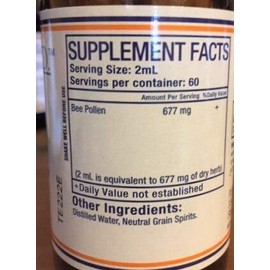 TM
SUPPLEMENT FACTS
Serving Size: 2mL
Servings per container: 60
Amount Per Serving %Daily Value
Bee Pollen 677 mg +
(2 mL is equivalent to 677 mg of dry herb)
+Daily Value not established
Other Ingredients:
Distilled Water, Neutral Grain Spirits.
SHAKE WELL BEFORE USE